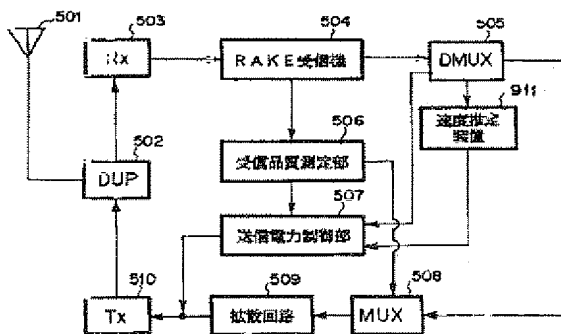 501
503
504
505
Rx
RAKE受信機
DMUX
911
速度推定
装置
506
受信品質測定部
502
DUP
507
送信電力制御部
510
509
508
Tx
拡散回路
MUX